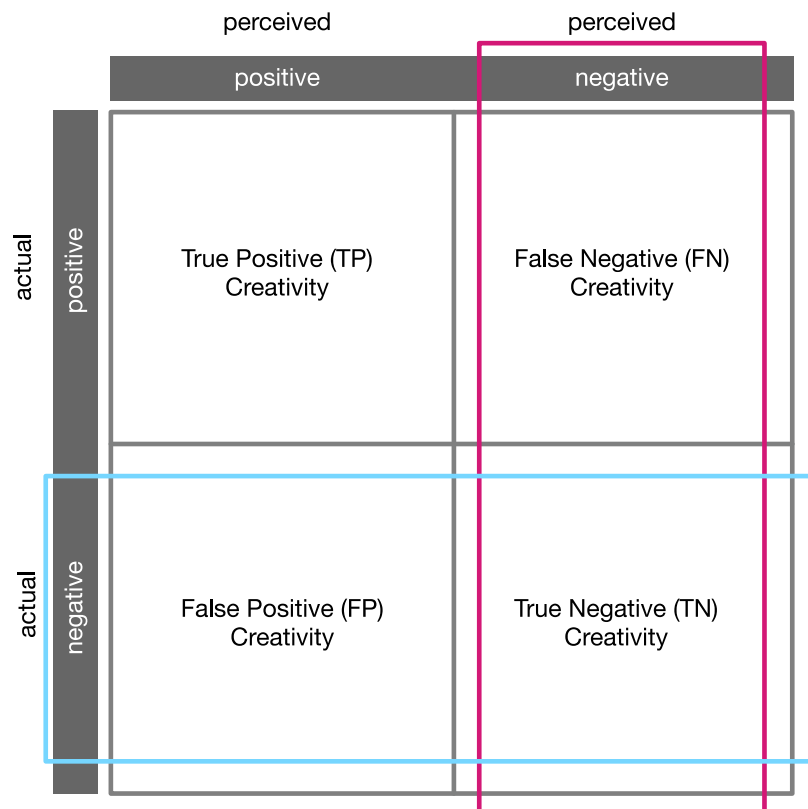 perceived
perceived
positive
negative
actual
positive
True Positive (TP)
Creativity
False Negative (FN)
Creativity
actual
negative
False Positive (FP)
Creativity
True Negative (TN)
Creativity